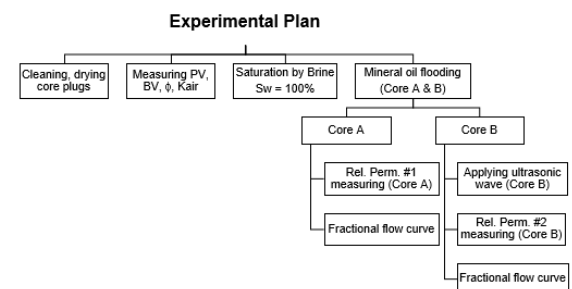 Experimental Plan
Cleaning, drying
core plugs
Measuring PV,
BV, ϕ, Kair
Saturation by Brine
Sw = 100%
Mineral oil flooding
(Core A & B)
Core A
Core B
Rel. Perm. #1
measuring (Core A)
Fractional flow curve
Applying ultrasonic
wave (Core B)
Rel. Perm. #2
measuring (Core B)
Fractional flow curve